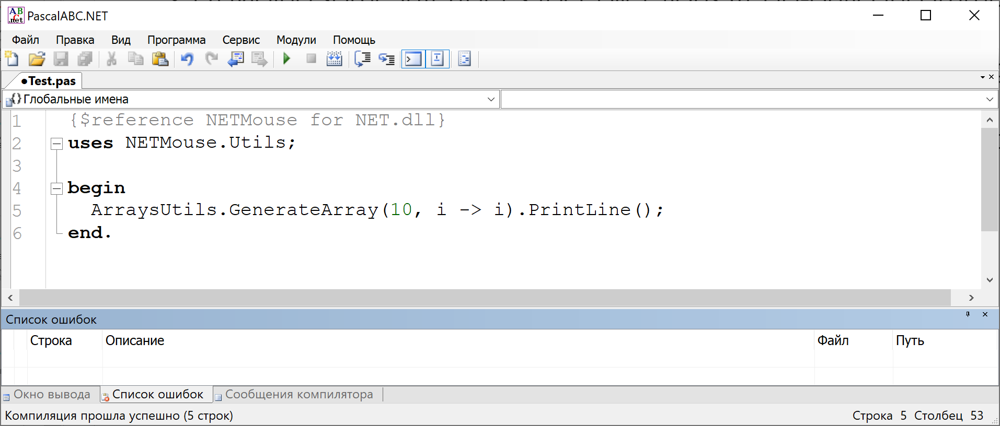 PascalABC.NET
Файл Правка Вид Программа Сервис Модули Помощь
●Test.pas
Глобальные имена
1 {$reference NETMouse for NET.dll}
2 uses NETMouse.Utils;
3
4 begin
5 ArraysUtils.GenerateArray(10, i -> i).PrintLine();
6 end.
Список ошибок
Строка Описание Файл Путь
Окно вывода Список ошибок Сообщения компилятора
Компиляция прошла успешно (5 строк) Строка 5 Столбец 53